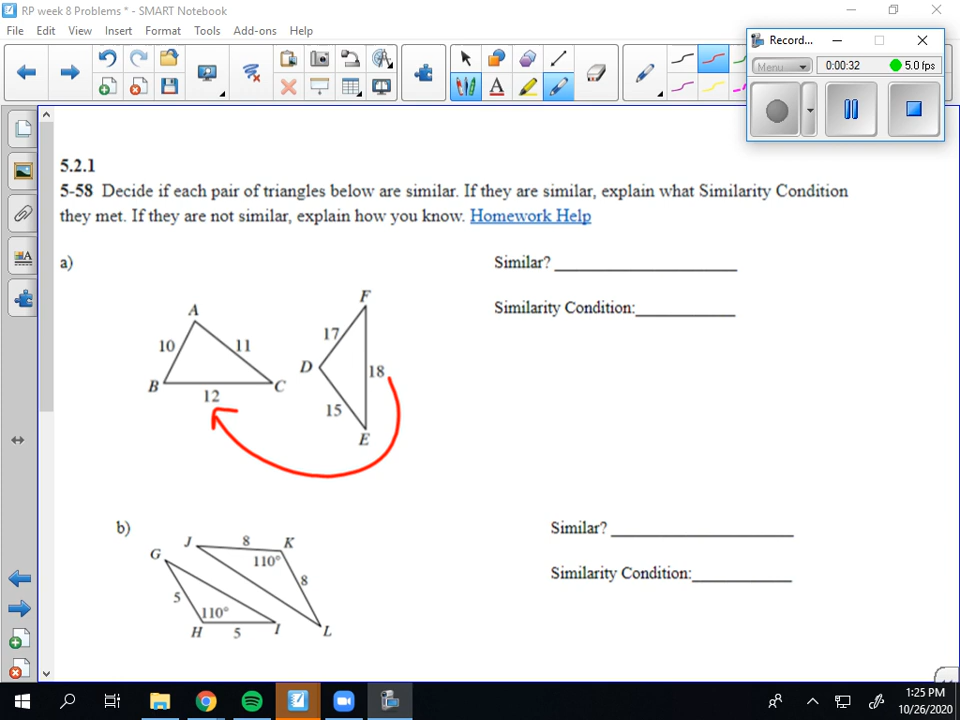 RP week 8 Problems * - SMART Notebook
File Edit View Insert Format Tools Add-ons Help
Record...
Menu 0:00:32 5.0 fps
5.2.1
5-58 Decide if each pair of triangles below are similar. If they are similar, explain what Similarity Condition
they met. If they are not similar, explain how you know. Homework Help
a)
Similar? ____________________
Similarity Condition:___________
A
10
11
B
12
C
F
17
D
18
15
E
b)
Similar? ____________________
Similarity Condition:___________
J
8
K
G
110°
8
5
110°
H
5
I
L
1:25 PM
10/26/2020